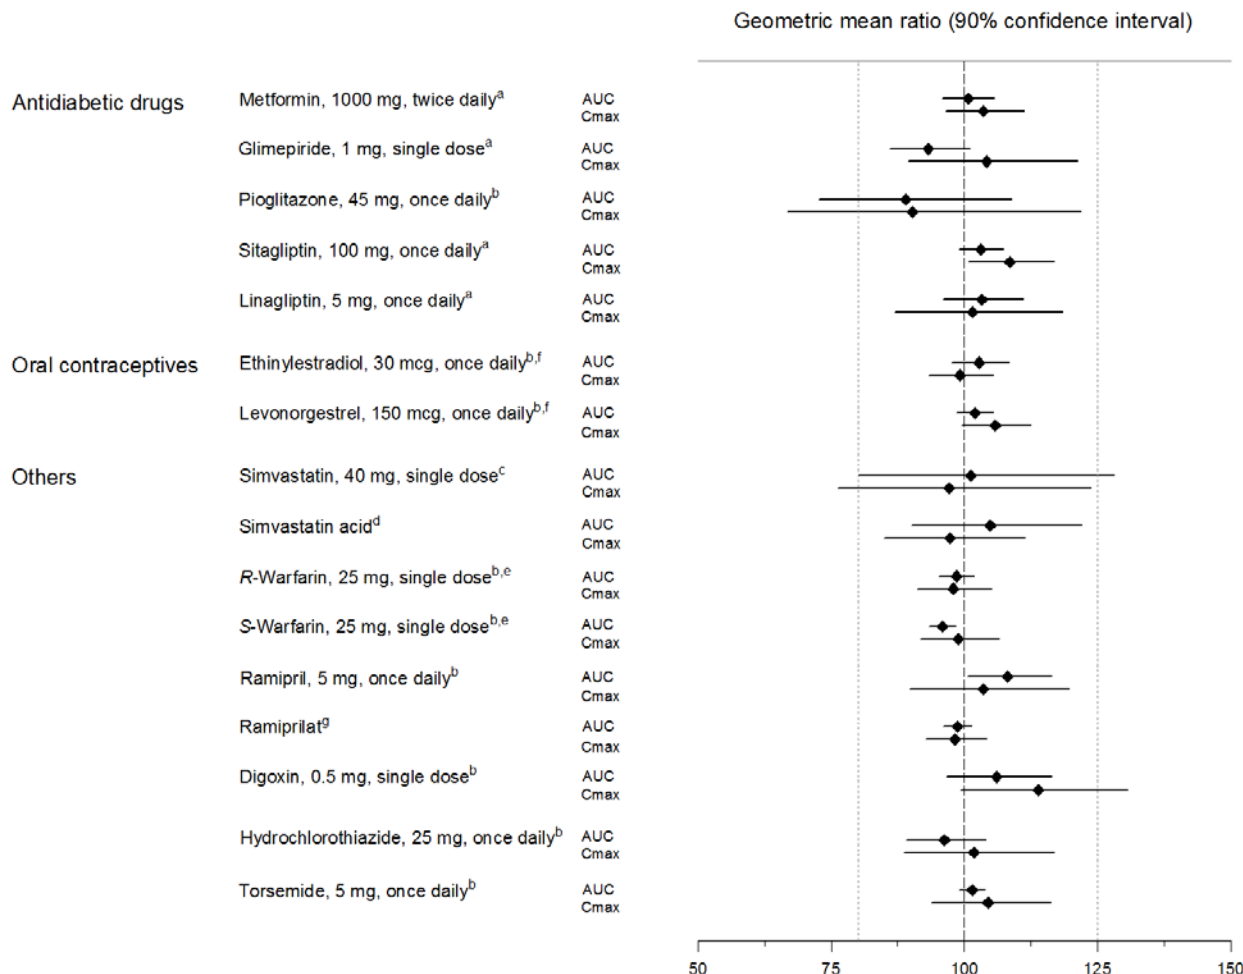 Geometric mean ratio (90% confidence interval)
Antidiabetic drugs
Metformin, 1000 mg, twice daily^a
AUC
Cmax
Glimepiride, 1 mg, single dose^a
AUC
Cmax
Pioglitazone, 45 mg, once daily^b
AUC
Cmax
Sitagliptin, 100 mg, once daily^a
AUC
Cmax
Linagliptin, 5 mg, once daily^a
AUC
Cmax
Oral contraceptives
Ethinylestradiol, 30 mcg, once daily^b,f
AUC
Cmax
Levonorgestrel, 150 mcg, once daily^b,f
AUC
Cmax
Others
Simvastatin, 40 mg, single dose^c
AUC
Cmax
Simvastatin acid^d
AUC
Cmax
R-Warfarin, 25 mg, single dose^b,e
AUC
Cmax
S-Warfarin, 25 mg, single dose^b,e
AUC
Cmax
Ramipril, 5 mg, once daily^b
AUC
Cmax
Ramiprilat^g
AUC
Cmax
Digoxin, 0.5 mg, single dose^b
AUC
Cmax
Hydrochlorothiazide, 25 mg, once daily^b
AUC
Cmax
Torsemide, 5 mg, once daily^b
AUC
Cmax
50 75 100 125 150